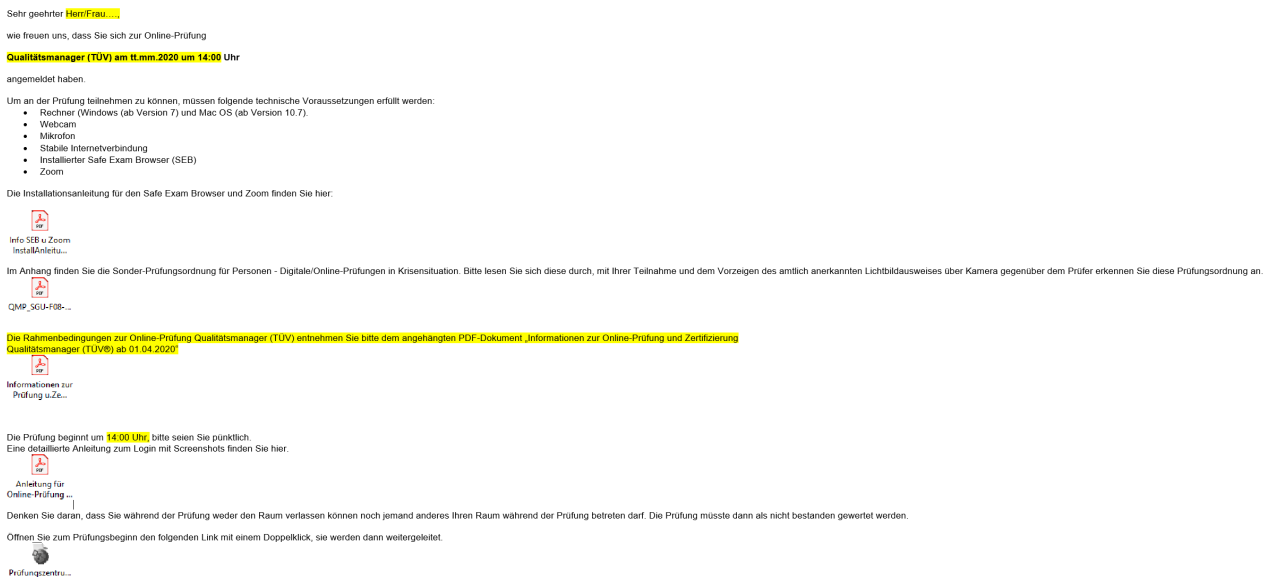 Sehr geehrter Herr/Frau….,
wie freuen uns, dass Sie sich zur Online-Prüfung
Qualitätsmanager (TÜV) am tt.mm.2020 um 14:00 Uhr
angemeldet haben.
Um an der Prüfung teilnehmen zu können, müssen folgende technische Voraussetzungen erfüllt werden:
• Rechner (Windows (ab Version 7) und Mac OS (ab Version 10.7).
• Webcam
• Mikrofon
• Stabile Internetverbindung
• Installierter Safe Exam Browser (SEB)
• Zoom
Die Installationsanleitung für den Safe Exam Browser und Zoom finden Sie hier:
PDF
Info SEB u Zoom
InstallAnleitu...
Im Anhang finden Sie die Sonder-Prüfungsordnung für Personen - Digitale/Online-Prüfungen in Krisensituation. Bitte lesen Sie sich diese durch, mit Ihrer Teilnahme und dem Vorzeigen des amtlich anerkannten Lichtbildausweises über Kamera gegenüber dem Prüfer erkennen Sie diese Prüfungsordnung an.
PDF
QMP_SGU-F08-...
Die Rahmenbedingungen zur Online-Prüfung Qualitätsmanager (TÜV) entnehmen Sie bitte dem angehängten PDF-Dokument „Informationen zur Online-Prüfung und Zertifizierung
Qualitätsmanager (TÜV®) ab 01.04.2020"
PDF
Informationen zur
Prüfung u.Ze...
Die Prüfung beginnt um 14:00 Uhr, bitte seien Sie pünktlich.
Eine detaillierte Anleitung zum Login mit Screenshots finden Sie hier.
PDF
Anleitung für
Online-Prüfung ...
Denken Sie daran, dass Sie während der Prüfung weder den Raum verlassen können noch jemand anderes Ihren Raum während der Prüfung betreten darf. Die Prüfung müsste dann als nicht bestanden gewertet werden.
Öffnen Sie zum Prüfungsbeginn den folgenden Link mit einem Doppelklick, sie werden dann weitergeleitet.
Prüfungszentru...